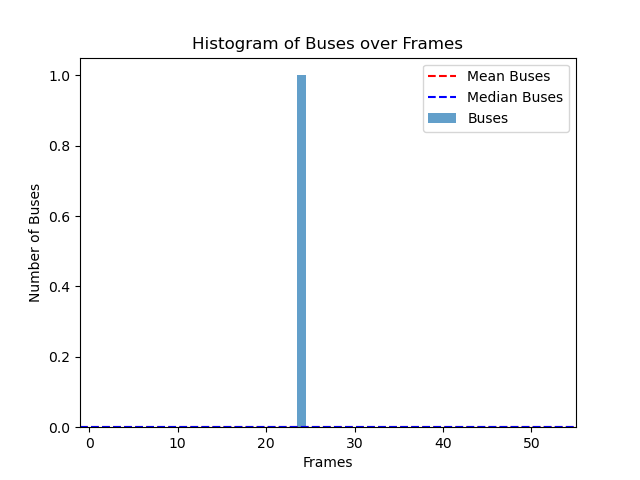 Histogram of Buses over Frames
Mean Buses
Median Buses
Buses
1.0
0.8
0.6
0.4
0.2
0.0
Number of Buses
0 10 20 30 40 50
Frames